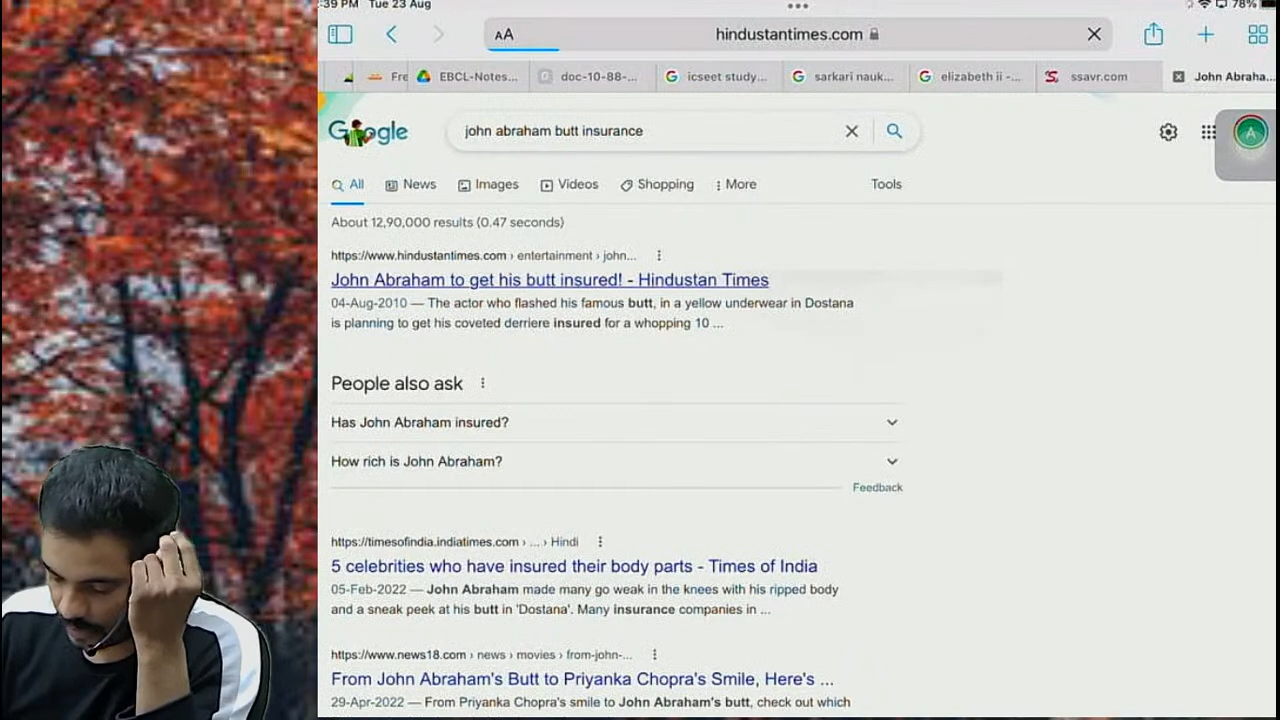 :39 PM Tue 23 Aug
78%
AA
hindustantimes.com
Fre
EBCL-Notes...
doc-10-88-...
icseet study...
sarkari nauk...
elizabeth ii -...
ssavr.com
John Abraha...
Google
john abraham butt insurance
A
All
News
Images
Videos
Shopping
More
Tools
About 12,90,000 results (0.47 seconds)
https://www.hindustantimes.com › entertainment › john...
John Abraham to get his butt insured! - Hindustan Times
04-Aug-2010 — The actor who flashed his famous butt, in a yellow underwear in Dostana
is planning to get his coveted derriere insured for a whopping 10 ...
People also ask
Has John Abraham insured?
How rich is John Abraham?
Feedback
https://timesofindia.indiatimes.com › ... › Hindi
5 celebrities who have insured their body parts - Times of India
05-Feb-2022 — John Abraham made many go weak in the knees with his ripped body
and a sneak peek at his butt in 'Dostana'. Many insurance companies in ...
https://www.news18.com › news › movies › from-john-...
From John Abraham's Butt to Priyanka Chopra's Smile, Here's ...
29-Apr-2022 — From Priyanka Chopra's smile to John Abraham's butt, check out which